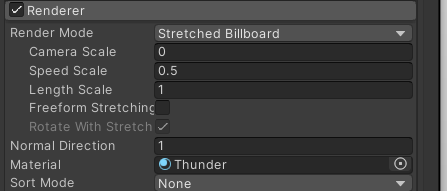 Renderer
Render Mode Stretched Billboard
Camera Scale 0
Speed Scale 0.5
Length Scale 1
Freeform Stretching
Rotate With Stretch
Normal Direction 1
Material Thunder
Sort Mode None